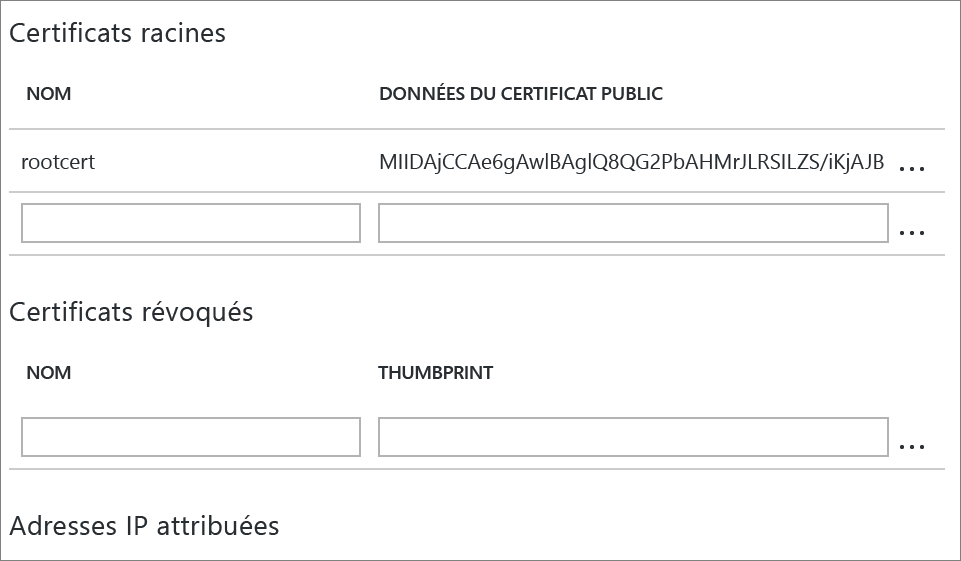 Certificats racines
NOM DONNÉES DU CERTIFICAT PUBLIC
rootcert MIIDAjCCAe6gAwlBAglQ8QG2PbAHMrJLRSILZS/iKjAJB ...
...
Certificats révoqués
NOM THUMBPRINT
...
Adresses IP attribuées